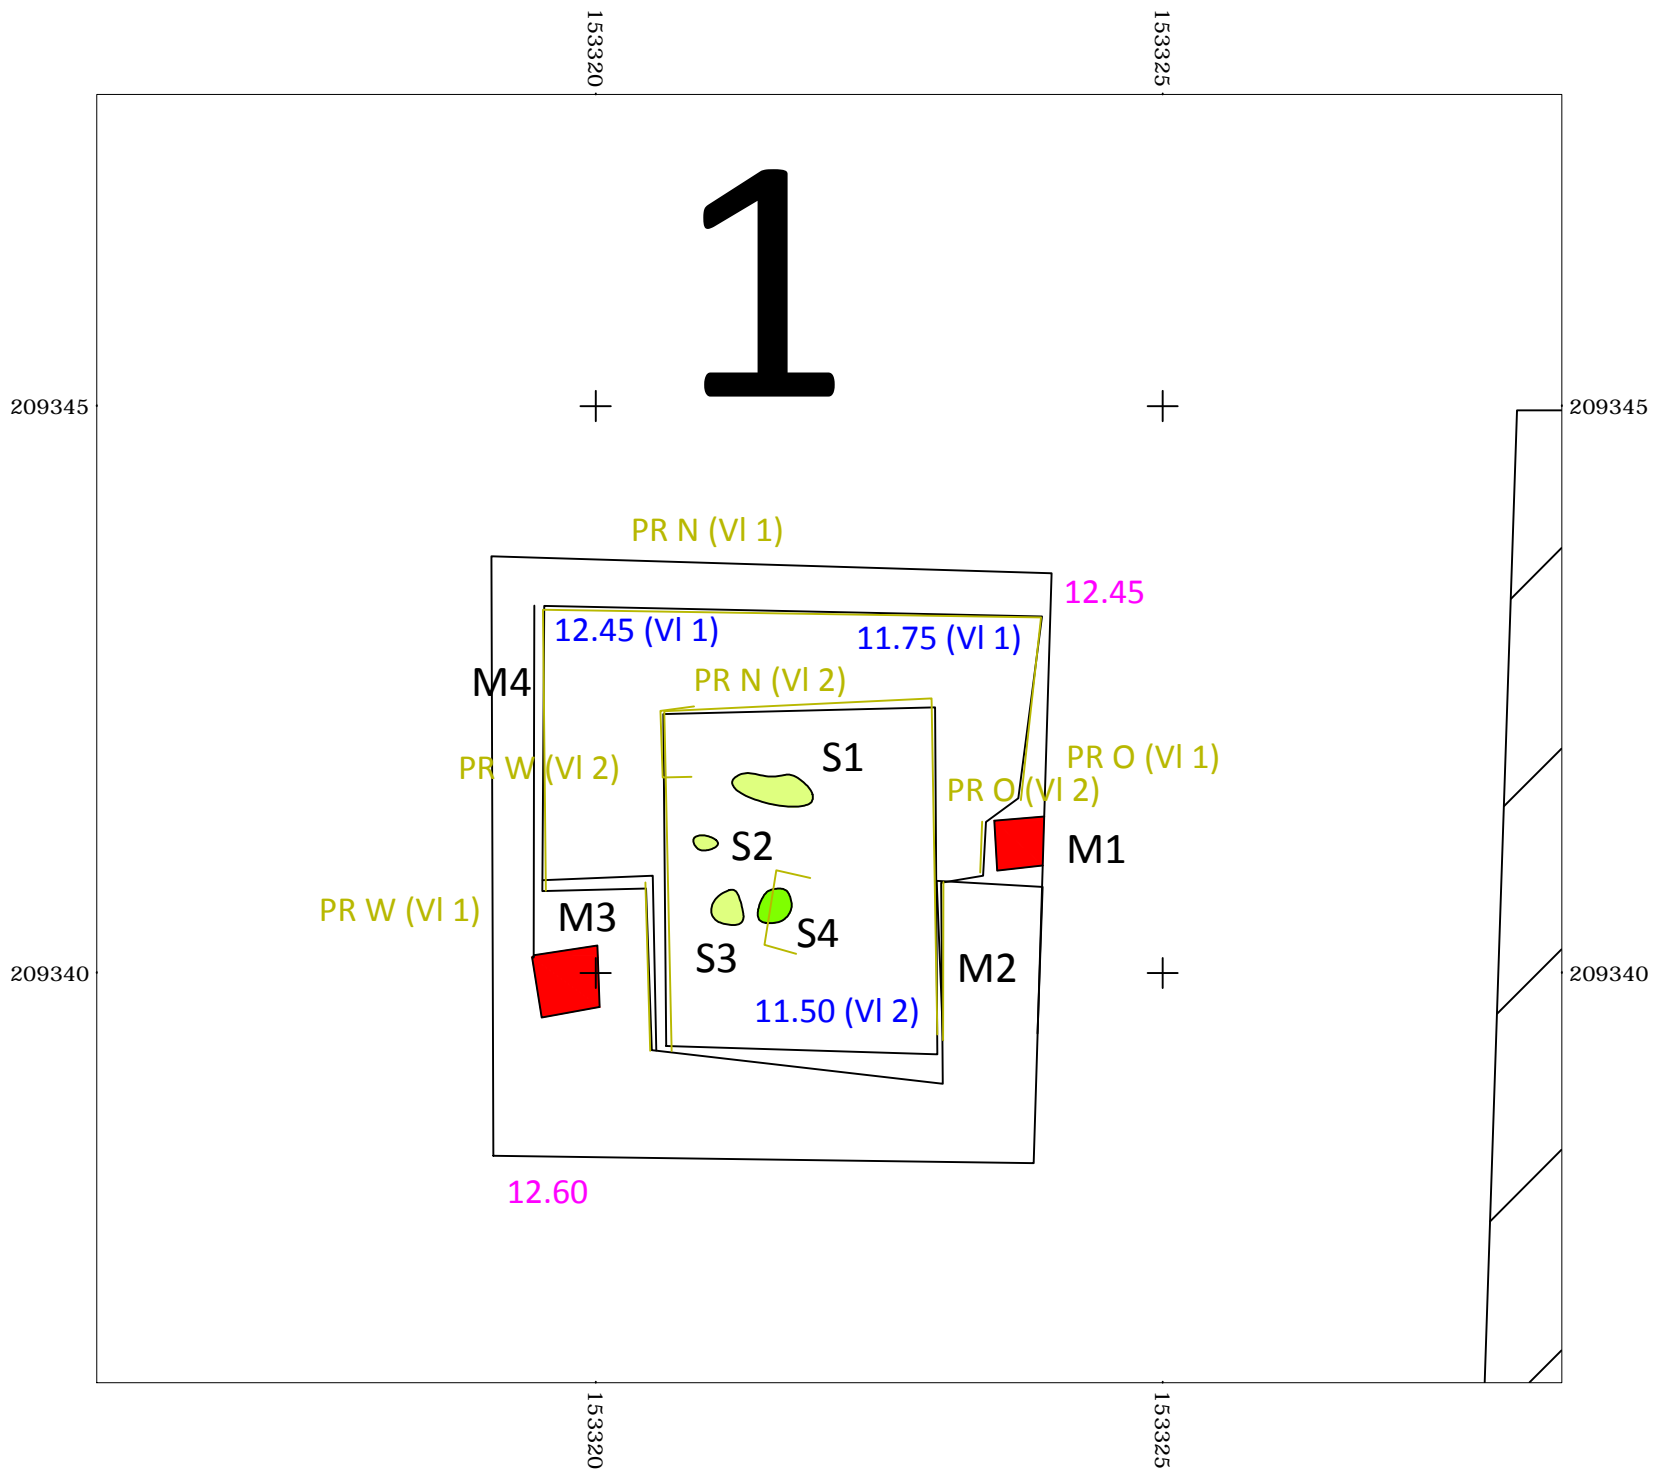 153320
153325
1
209345
209345
PR N (Vl 1)
12.45
12.45 (Vl 1)
11.75 (Vl 1)
M4
PR N (Vl 2)
S1
PR W (Vl 2)
PR O (Vl 1)
PR O (Vl 2)
S2
M1
PR W (Vl 1)
M3
S4
S3
M2
209340
209340
11.50 (Vl 2)
12.60
153320
153325